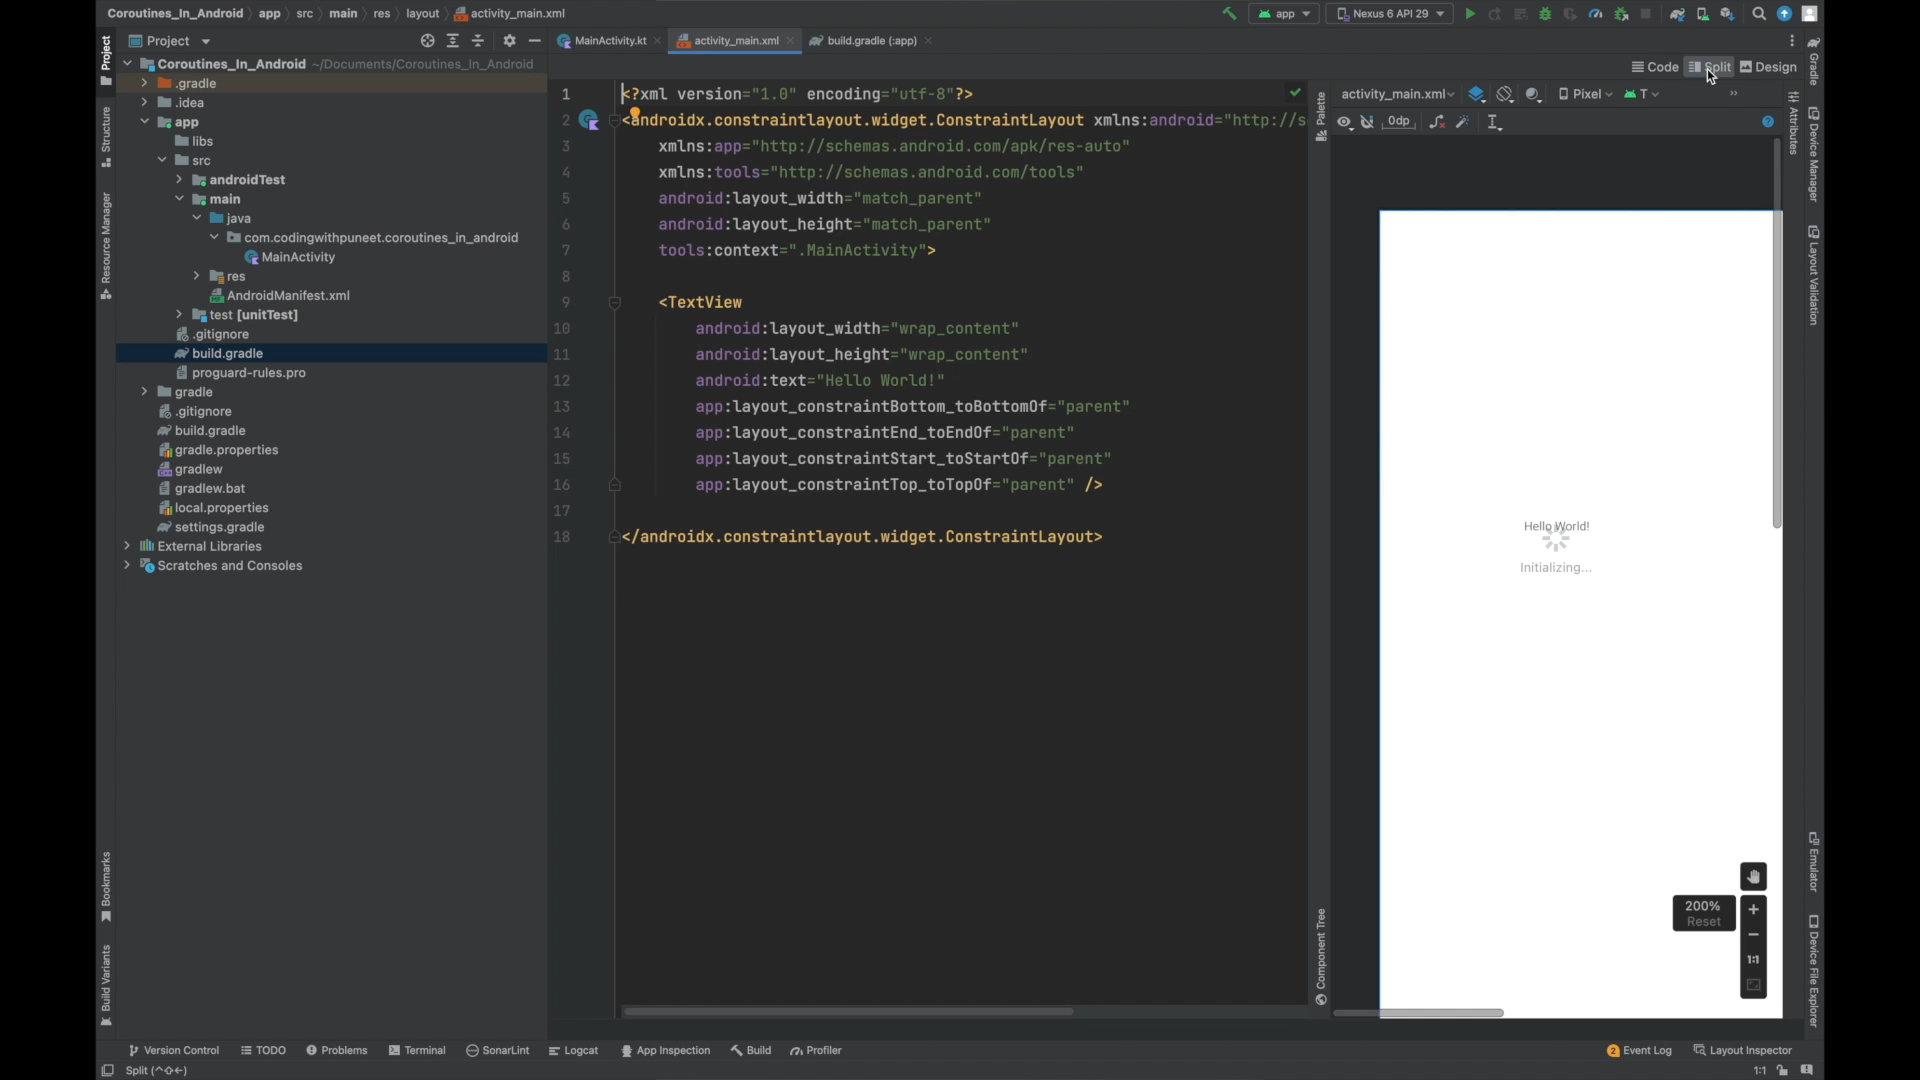 Coroutines_In_Android app src main res layout activity_main.xml
app Nexus 6 API 29
Project
MainActivity.kt activity_main.xml build.gradle (:app)
Code Split Design
Coroutines_In_Android ~/Documents/Coroutines_In_Android
.gradle
.idea
app
libs
src
androidTest
main
java
com.codingwithpuneet.coroutines_in_android
MainActivity
res
AndroidManifest.xml
test [unitTest]
.gitignore
build.gradle
proguard-rules.pro
gradle
.gitignore
build.gradle
gradle.properties
gradlew
gradlew.bat
local.properties
settings.gradle
External Libraries
Scratches and Consoles
Project
Structure
Resource Manager
Bookmarks
Build Variants
1 <?xml version="1.0" encoding="utf-8"?>
2 <androidx.constraintlayout.widget.ConstraintLayout xmlns:android="http://s
3 xmlns:app="http://schemas.android.com/apk/res-auto"
4 xmlns:tools="http://schemas.android.com/tools"
5 android:layout_width="match_parent"
6 android:layout_height="match_parent"
7 tools:context=".MainActivity">
8
9 <TextView
10 android:layout_width="wrap_content"
11 android:layout_height="wrap_content"
12 android:text="Hello World!"
13 app:layout_constraintBottom_toBottomOf="parent"
14 app:layout_constraintEnd_toEndOf="parent"
15 app:layout_constraintStart_toStartOf="parent"
16 app:layout_constraintTop_toTopOf="parent" />
17
18 </androidx.constraintlayout.widget.ConstraintLayout>
Palette
Component Tree
activity_main.xml Pixel T
0dp
Hello World!
Initializing...
200%
Reset
1:1
Attributes
Gradle
Device Manager
Layout Validation
Emulator
Device File Explorer
Version Control TODO Problems Terminal SonarLint Logcat App Inspection Build Profiler
2 Event Log Layout Inspector
Split (^⇧←)
1:1